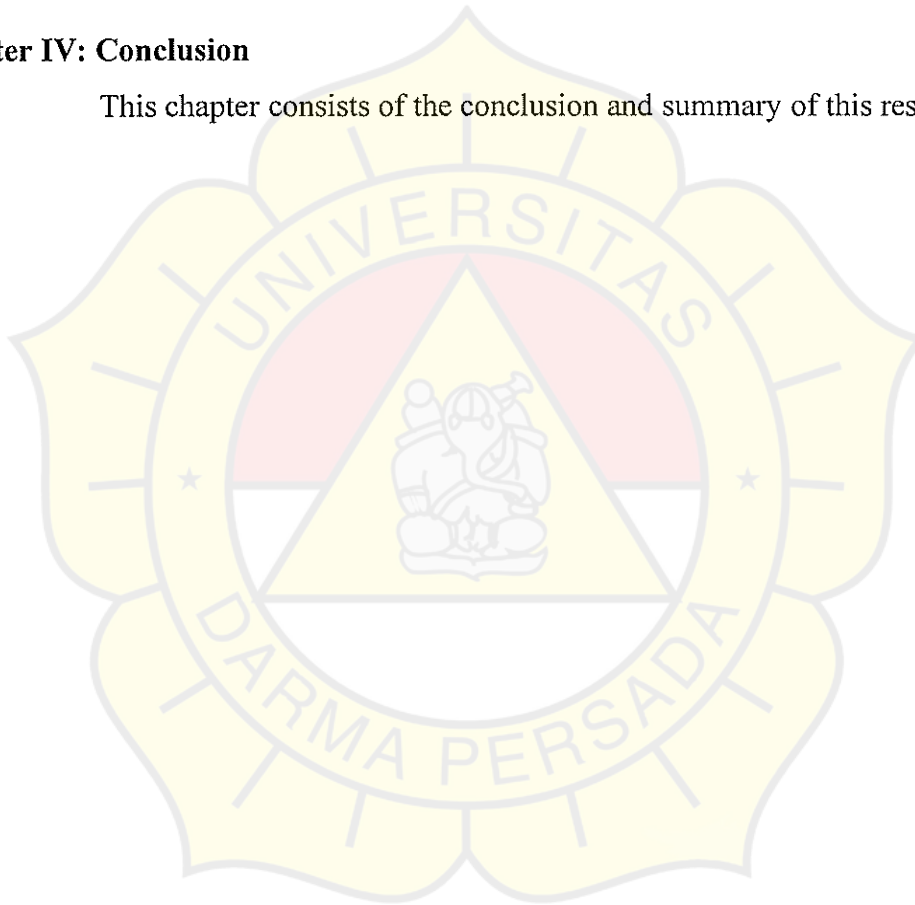 ter IV: Conclusion
This chapter consists of the conclusion and summary of this res
UNIVERSITAS
DARMA PERSADA